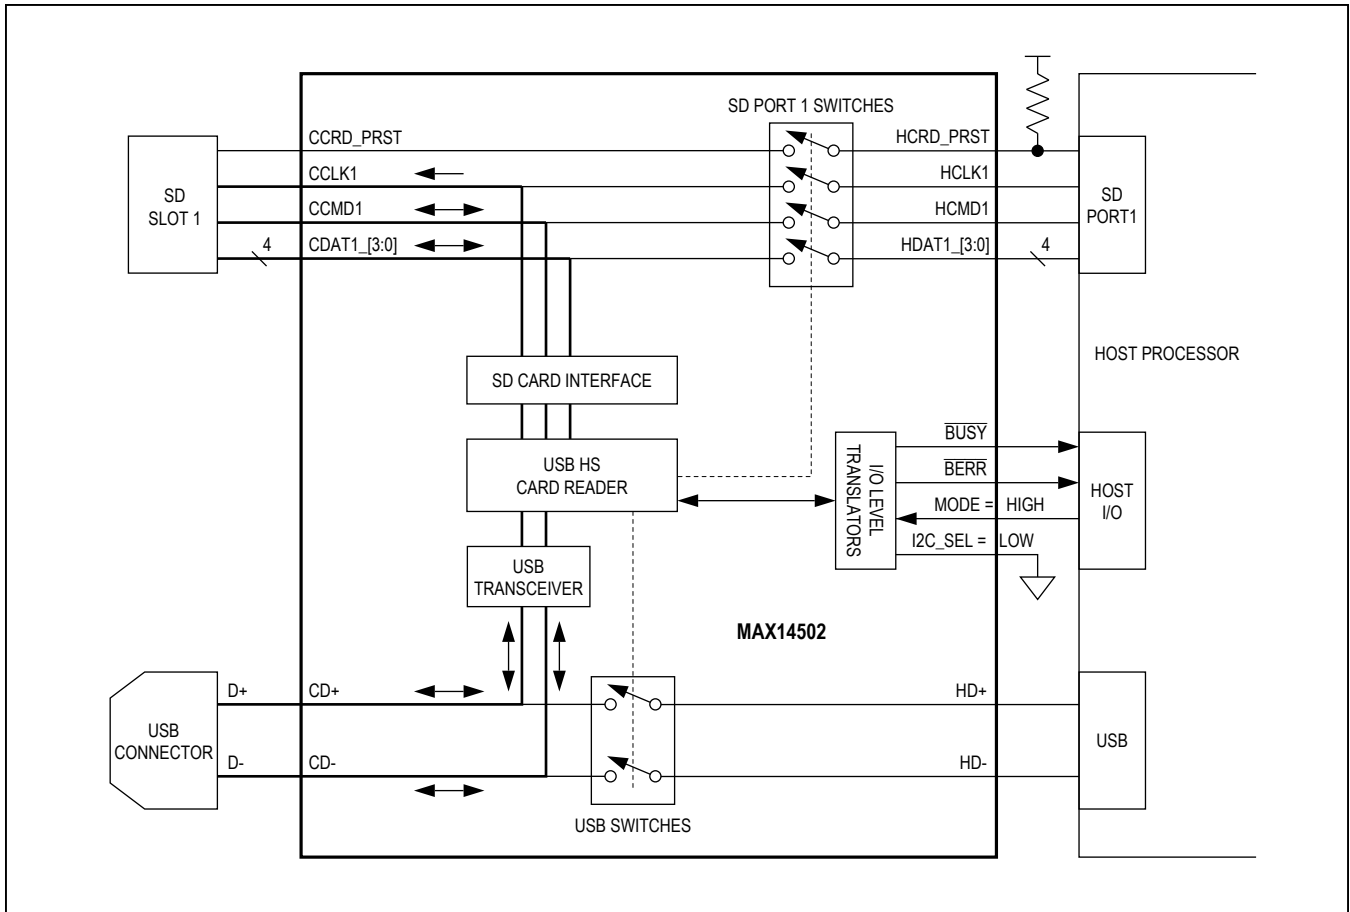 SD PORT 1 SWITCHES
CCRD_PRST
HCRD_PRST
CCLK1
HCLK1
SD
SLOT 1
CCMD1
HCMD1
SD
PORT1
4
CDAT1_[3:0]
HDAT1_[3:0]
4
HOST PROCESSOR
SD CARD INTERFACE
USB HS
CARD READER
I/O LEVEL
TRANSLATORS
BUSY
BERR
MODE = HIGH
I2C_SEL = LOW
HOST
I/O
USB
TRANSCEIVER
MAX14502
D+
CD+
HD+
USB
CONNECTOR
USB
D-
CD-
HD-
USB SWITCHES